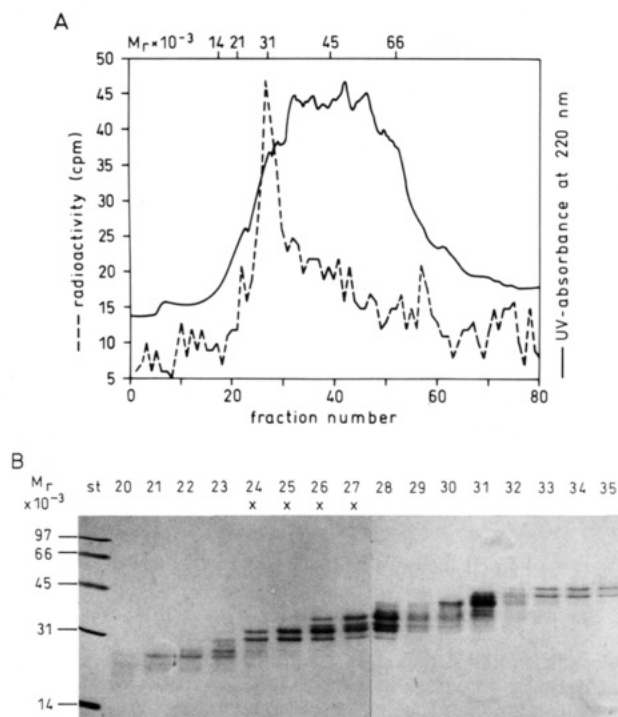 A
Mr×10-3 14 21 31 45 66
50
45
40
35
30
25
20
15
10
5
--- radioactivity (cpm)
— UV-absorbance at 220 nm
0 20 40 60 80
fraction number
B
Mr ×10-3 st 20 21 22 23 24 25 26 27 28 29 30 31 32 33 34 35
x x x x
97
66
45
31
14